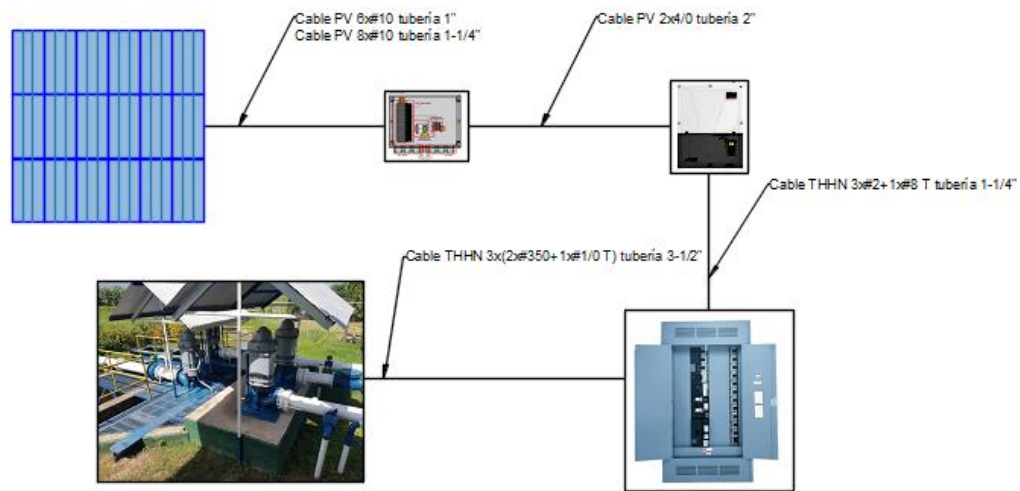 Cable PV 6x#10 tubería 1"
Cable PV 8x#10 tubería 1-1/4"
Cable PV 2x4/0 tubería 2"
Cable THHN 3x#2+1x#8 T tubería 1-1/4"
Cable THHN 3x(2x#350+1x#1/0 T) tubería 3-1/2"